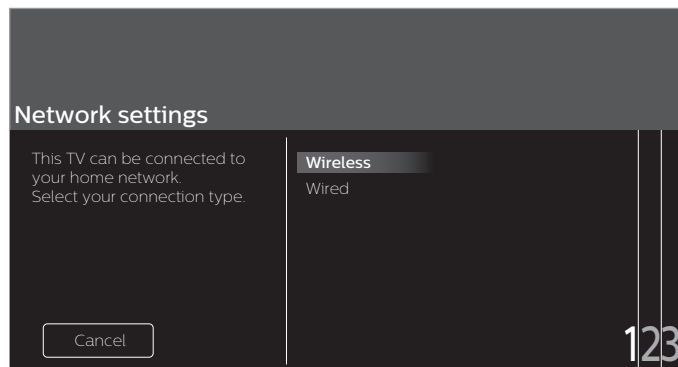 Network settings
This TV can be connected to
your home network.
Select your connection type.
Wireless
Wired
Cancel
123